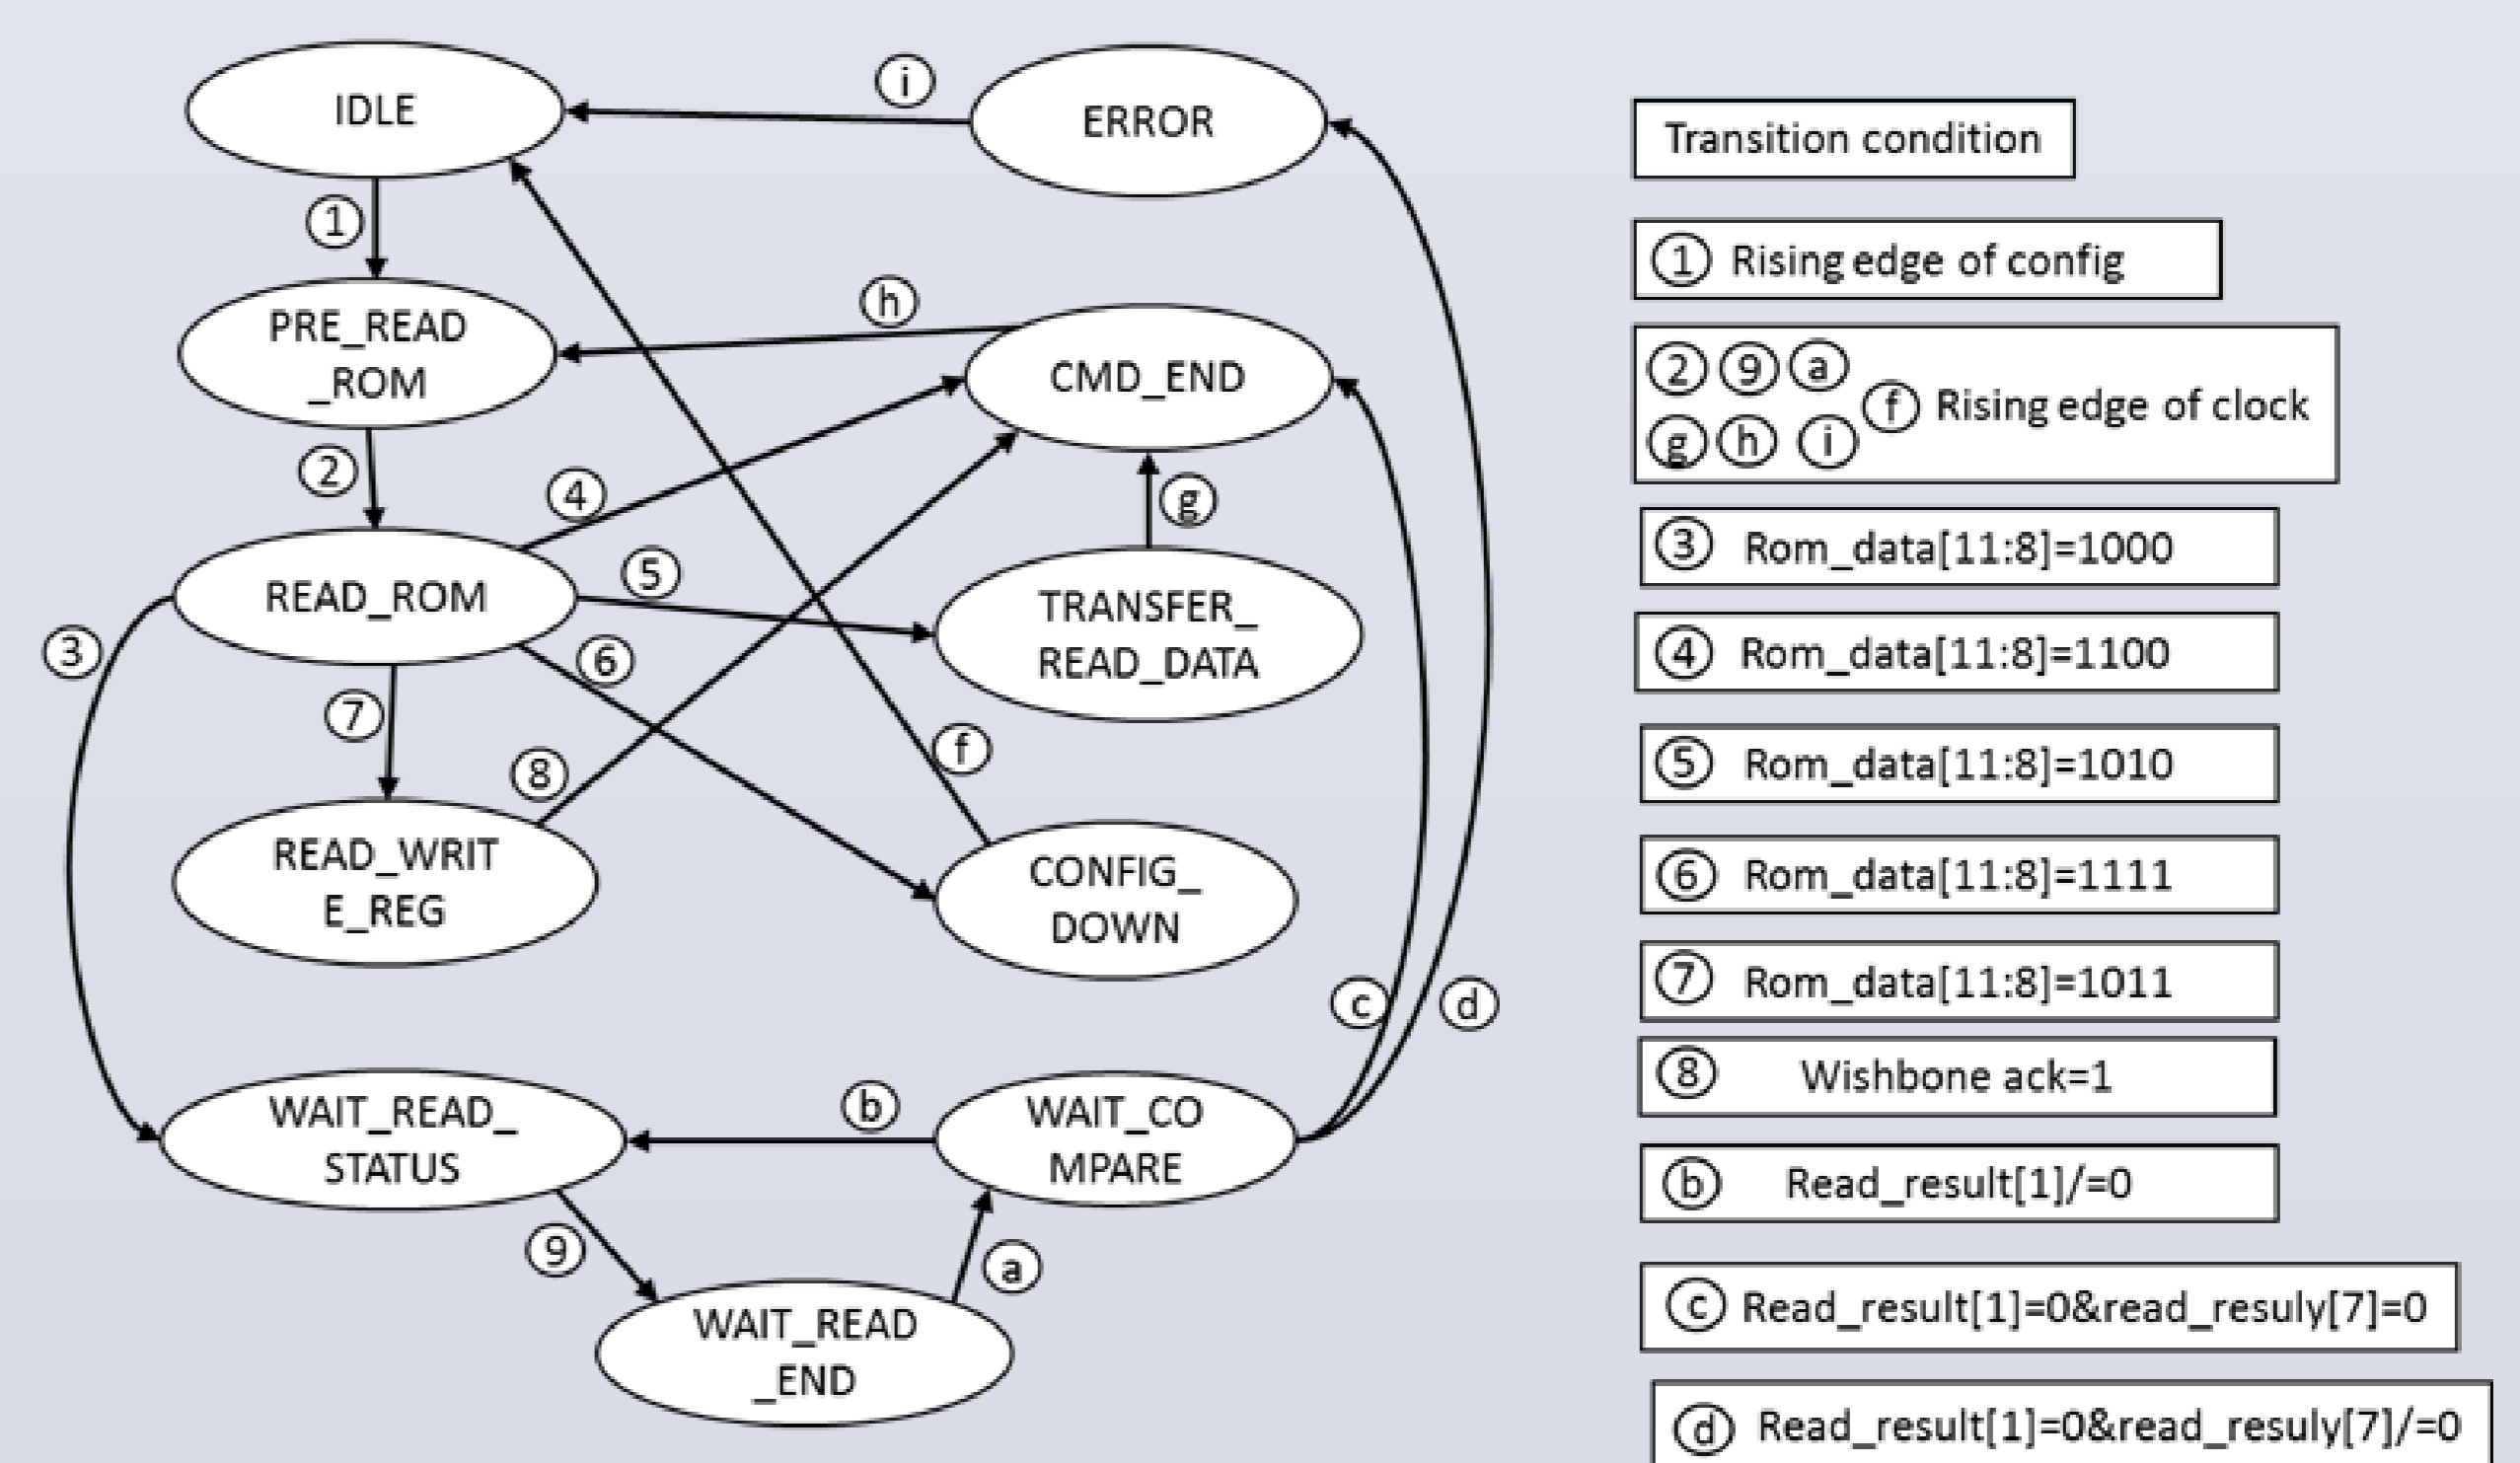 IDLE
ERROR
i
1
PRE_READ
_ROM
h
CMD_END
2
4
g
READ_ROM
5
TRANSFER_
READ_DATA
3
6
7
8
f
READ_WRIT
E_REG
CONFIG_
DOWN
c
d
WAIT_READ_
STATUS
b
WAIT_CO
MPARE
9
a
WAIT_READ
_END
Transition condition
1 Rising edge of config
2 9 a
f Rising edge of clock
g h i
3 Rom_data[11:8]=1000
4 Rom_data[11:8]=1100
5 Rom_data[11:8]=1010
6 Rom_data[11:8]=1111
7 Rom_data[11:8]=1011
8 Wishbone ack=1
b Read_result[1]/=0
c Read_result[1]=0&read_resuly[7]=0
d Read_result[1]=0&read_resuly[7]/=0